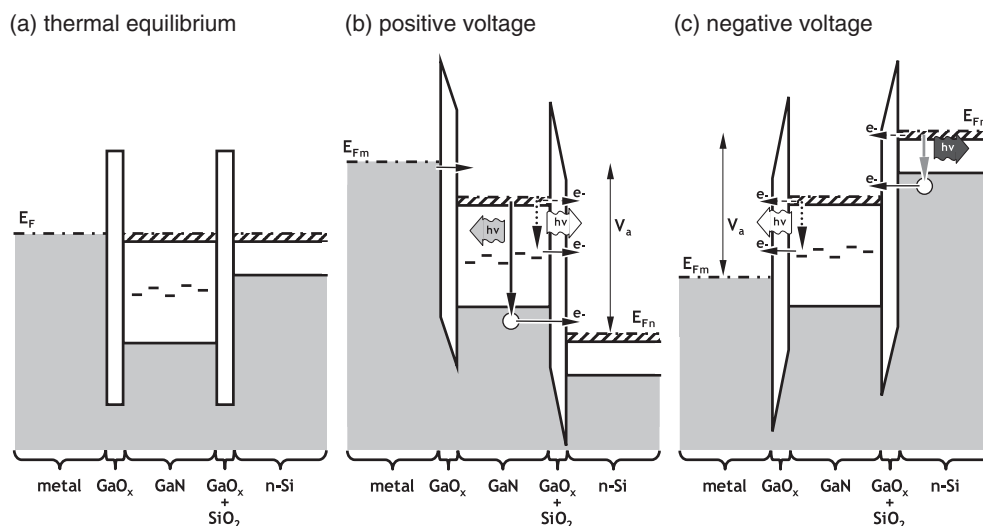 (a) thermal equilibrium
E_F
metal GaO_x GaN GaO_x n-Si
+
SiO_2
(b) positive voltage
E_Fm
e-
hν
hν
V_a
e-
e-
E_Fn
metal GaO_x GaN GaO_x n-Si
+
SiO_2
(c) negative voltage
E_Fn
e-
hν
e-
e-
hν
V_a
e-
E_Fm
metal GaO_x GaN GaO_x n-Si
+
SiO_2